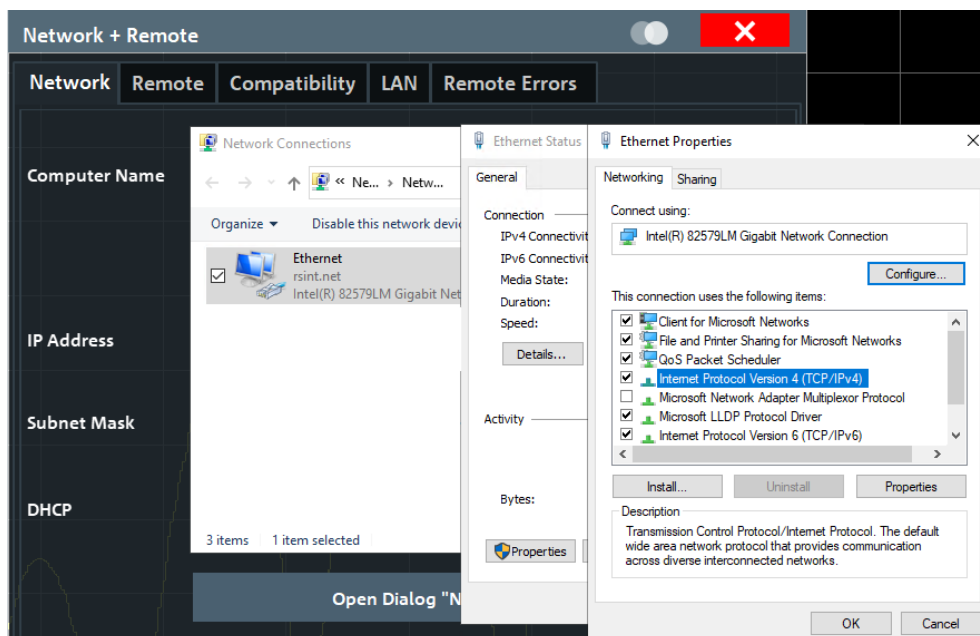 Network + Remote
Network Remote Compatibility LAN Remote Errors
Computer Name
IP Address
Subnet Mask
DHCP
Open Dialog "N
Network Connections
« Ne... › Netw...
Organize Disable this network devi
Ethernet
rsint.net
Intel(R) 82579LM Gigabit Net
3 items 1 item selected
Ethernet Status
General
Connection
IPv4 Connectivit
IPv6 Connectivit
Media State:
Duration:
Speed:
Details...
Activity
Bytes:
Properties
Ethernet Properties
Networking Sharing
Connect using:
Intel(R) 82579LM Gigabit Network Connection
Configure...
This connection uses the following items:
Client for Microsoft Networks
File and Printer Sharing for Microsoft Networks
QoS Packet Scheduler
Internet Protocol Version 4 (TCP/IPv4)
Microsoft Network Adapter Multiplexor Protocol
Microsoft LLDP Protocol Driver
Internet Protocol Version 6 (TCP/IPv6)
Install... Uninstall Properties
Description
Transmission Control Protocol/Internet Protocol. The default
wide area network protocol that provides communication
across diverse interconnected networks.
OK Cancel